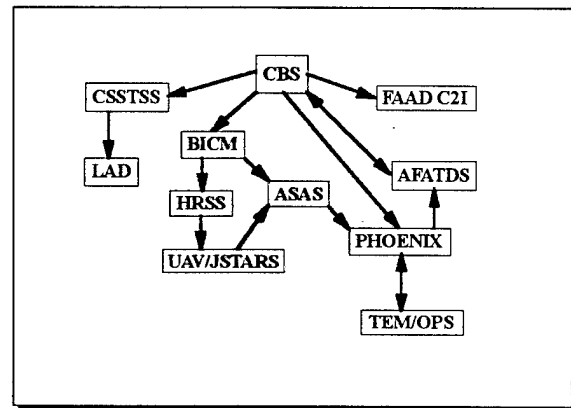 CBS
CSSTSS
FAAD C2I
BICM
LAD
AFATDS
ASAS
HRSS
PHOENIX
UAV/JSTARS
TEM/OPS